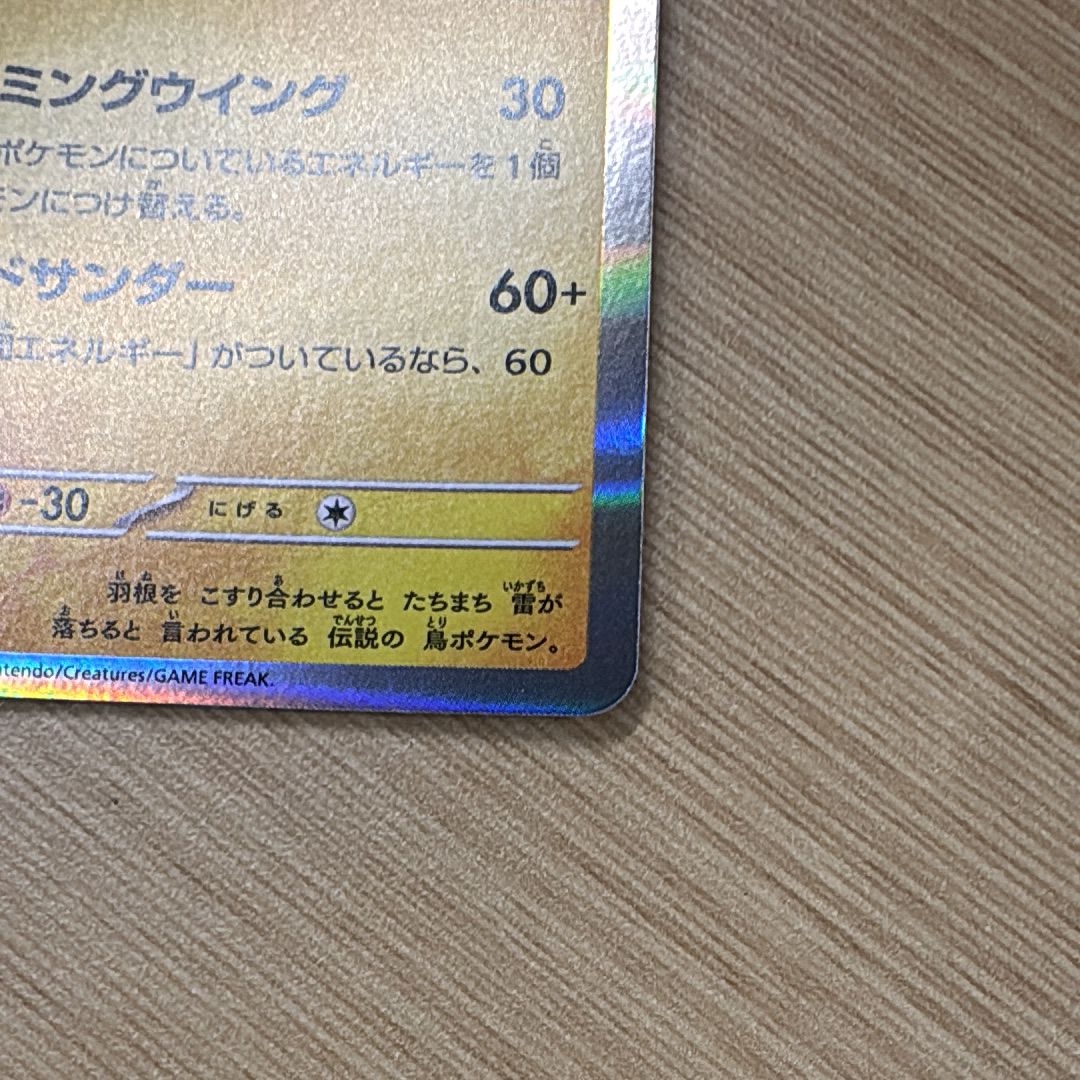 ミングウイング 30
ポケモンについているエネルギーを1個
モンにつけ替える。
サンダー 60+
エネルギー」がついているなら、60
-30 にげる
羽根を こすり合わせると たちまち 雷が
落ちると 言われている 伝説の 鳥ポケモン。
ntendo/Creatures/GAME FREAK.